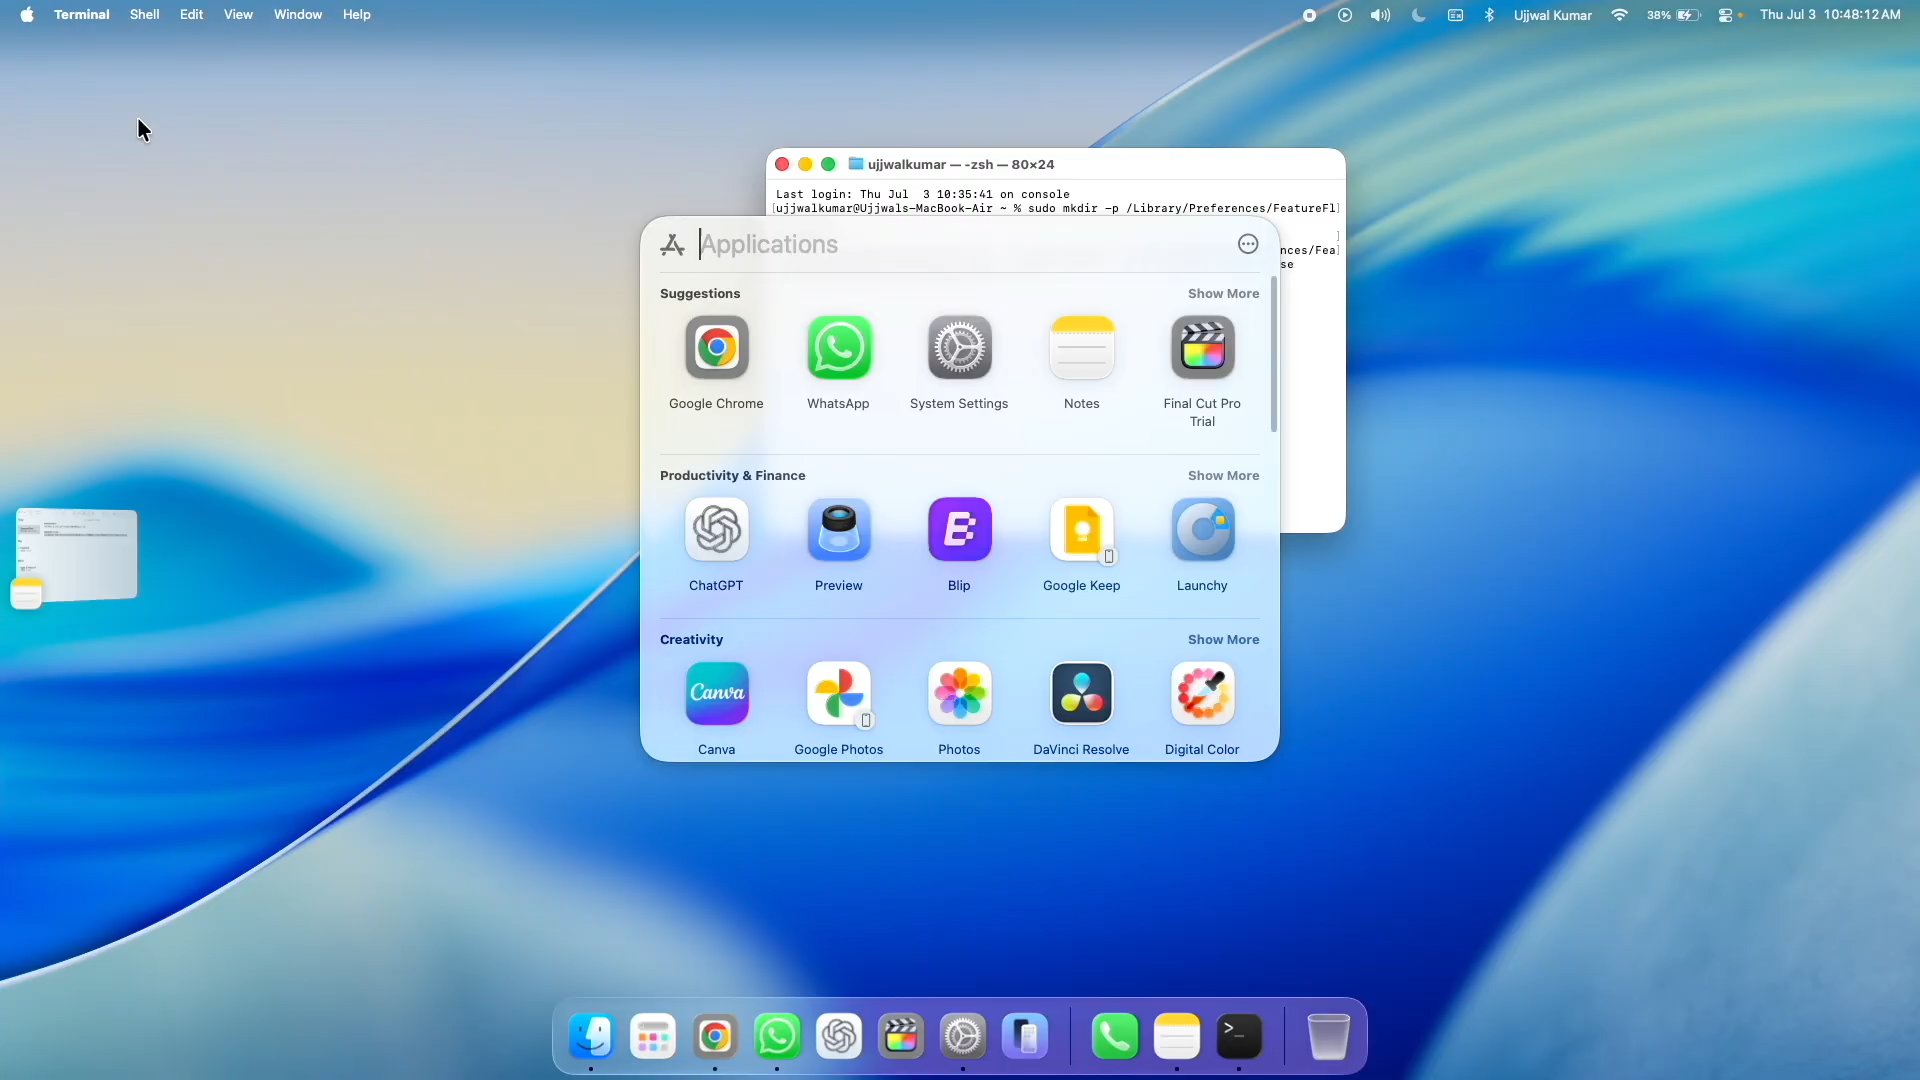 Terminal Shell Edit View Window Help
Ujjwal Kumar 38% Thu Jul 3 10:48:12 AM
ujjwalkumar — -zsh — 80×24
Last login: Thu Jul  3 10:35:41 on console
[ujjwalkumar@Ujjwals-MacBook-Air ~ % sudo mkdir -p /Library/Preferences/FeatureFl]
]
nces/Fea]
se
Applications
Suggestions Show More
Google Chrome WhatsApp System Settings Notes Final Cut Pro
Trial
Productivity & Finance Show More
ChatGPT Preview Blip Google Keep Launchy
Creativity Show More
Canva
Canva Google Photos Photos DaVinci Resolve Digital Color